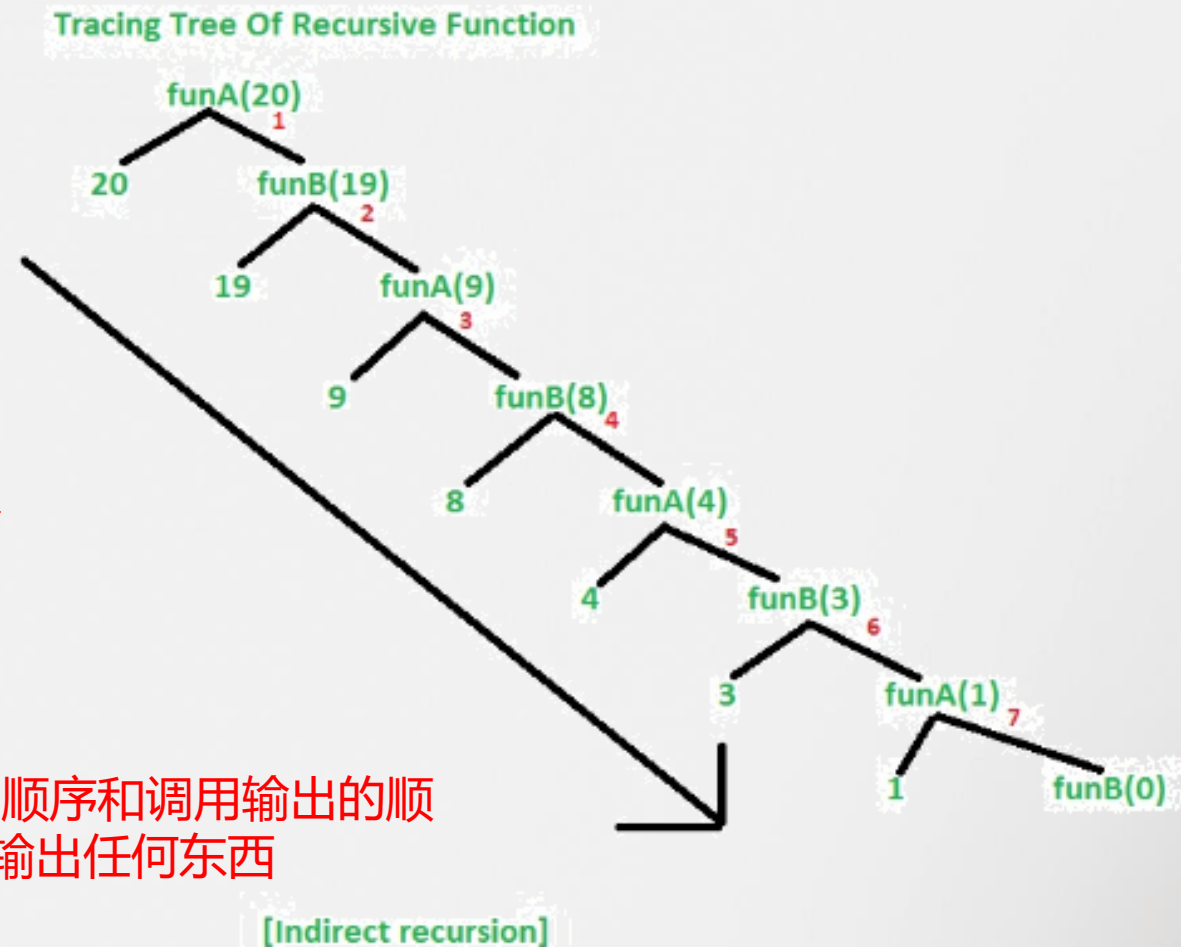 Tracing Tree Of Recursive Function
funA(20)
1
20
funB(19)
2
19
funA(9)
3
9
funB(8)
4
8
funA(4)
5
4
funB(3)
6
3
funA(1)
7
1
funB(0)
顺序和调用输出的顺
输出任何东西
[Indirect recursion]